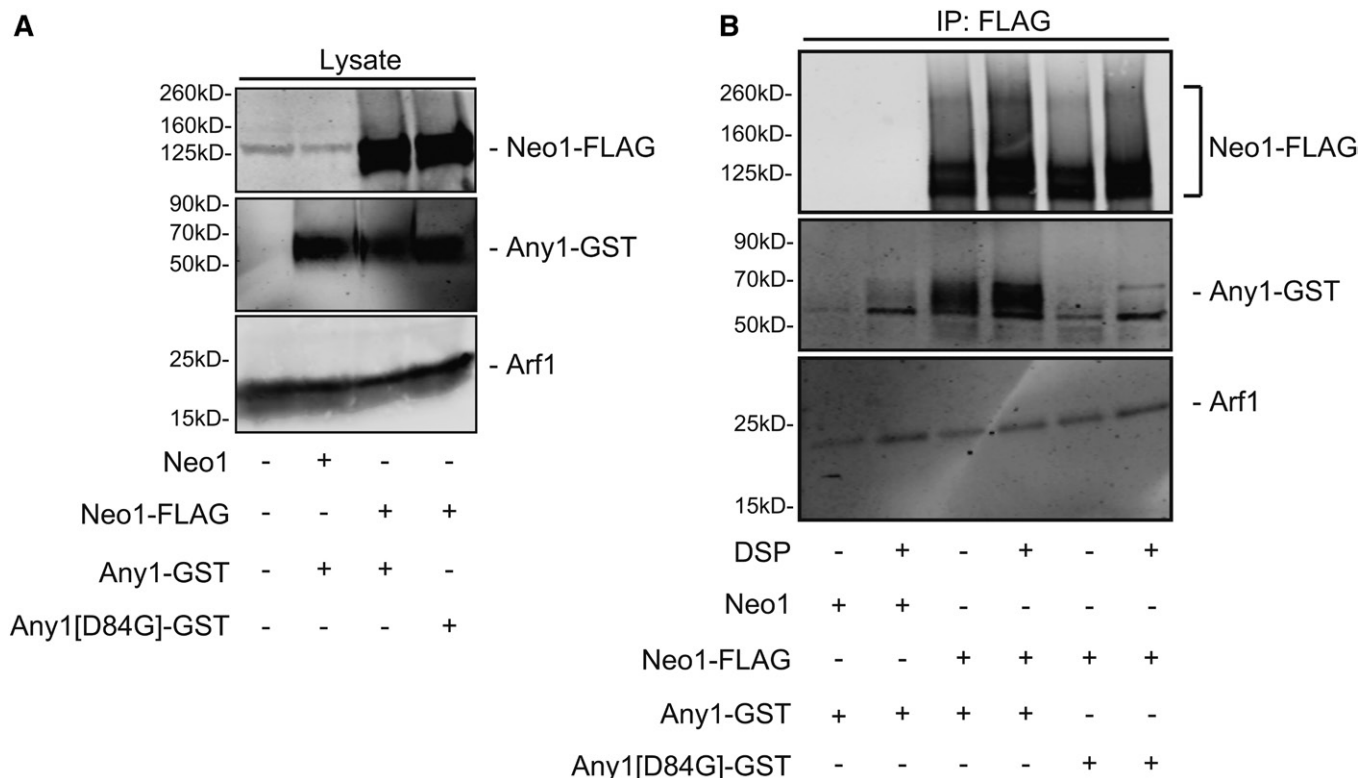 A
Lysate
260kD-
160kD-
125kD-
- Neo1-FLAG
90kD-
70kD-
50kD-
- Any1-GST
25kD-
15kD-
- Arf1
Neo1 - + - -
Neo1-FLAG - - + +
Any1-GST - + + -
Any1[D84G]-GST - - - +
B
IP: FLAG
260kD-
160kD-
125kD-
Neo1-FLAG
90kD-
70kD-
50kD-
- Any1-GST
25kD-
15kD-
- Arf1
DSP - + - + - +
Neo1 + + - - - -
Neo1-FLAG - - + + + +
Any1-GST + + + + - -
Any1[D84G]-GST - - - - + +